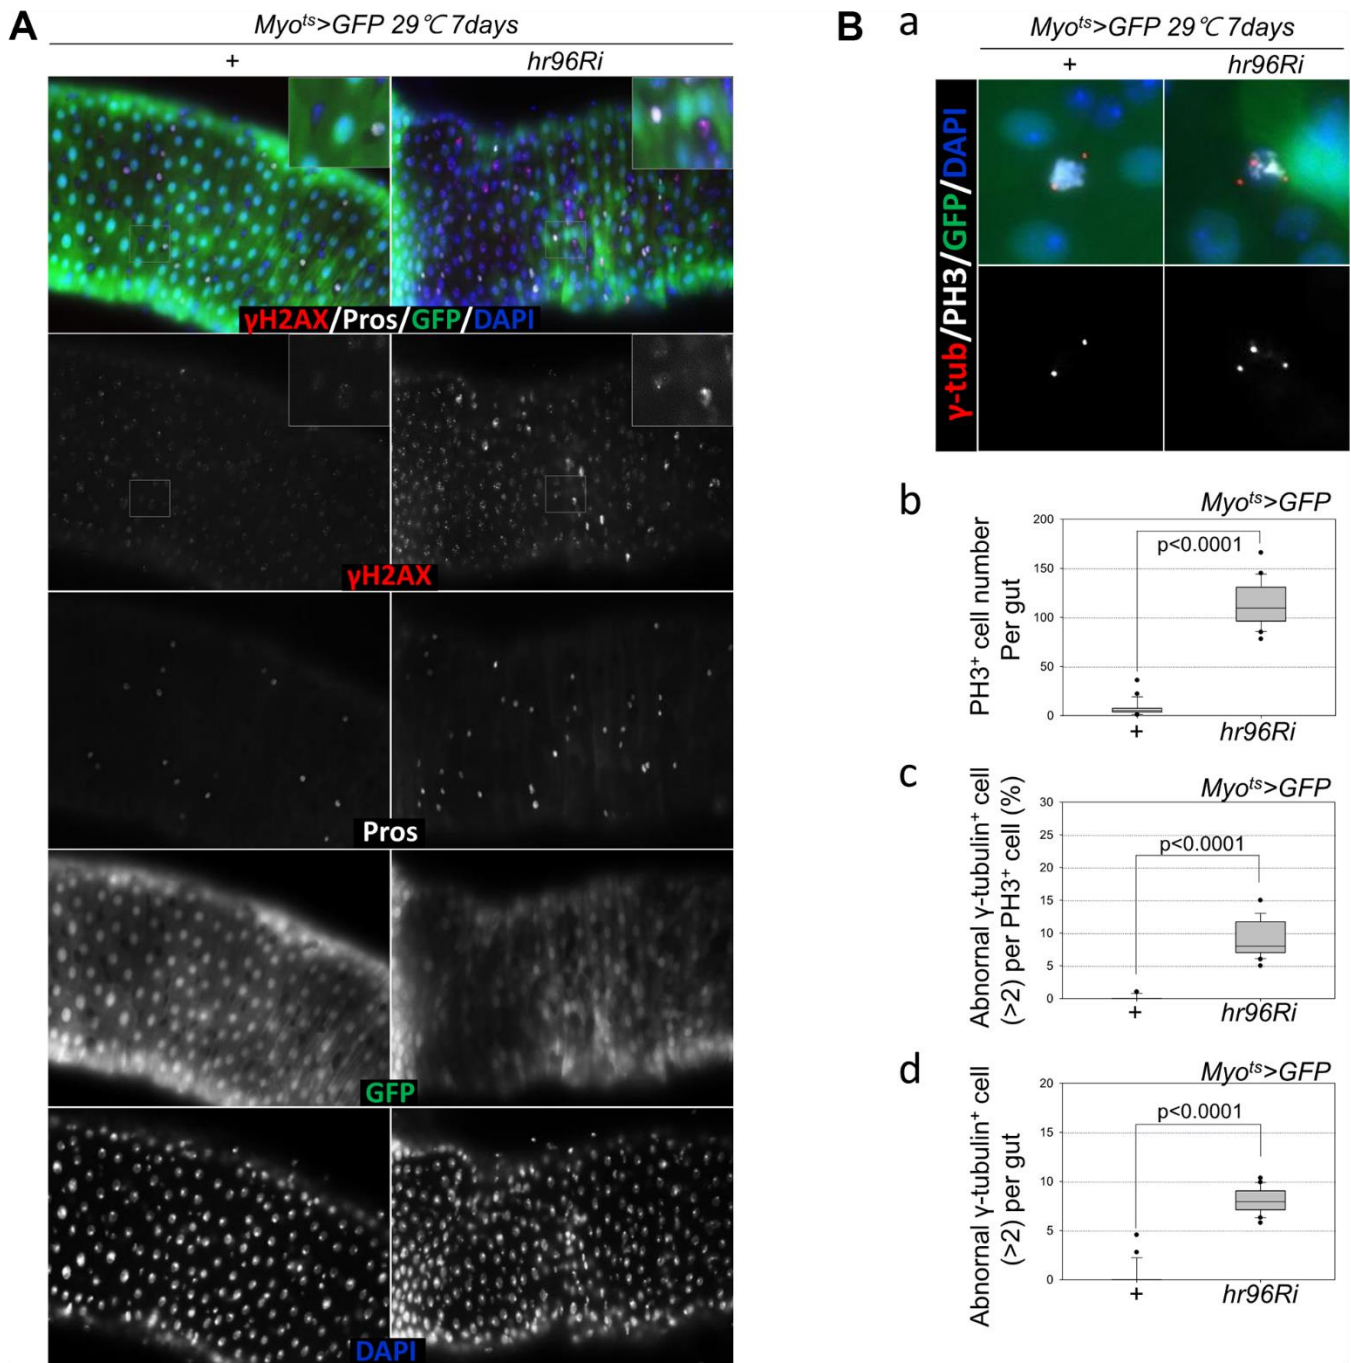 A
Myoᵗˢ>GFP 29℃ 7days
+
hr96Ri
γH2AX/Pros/GFP/DAPI
γH2AX
Pros
GFP
DAPI
B
a
Myoᵗˢ>GFP 29℃ 7days
+
hr96Ri
γ-tub/PH3/GFP/DAPI
b
Myoᵗˢ>GFP
PH3⁺ cell number
Per gut
200
150
100
50
0
p<0.0001
+
hr96Ri
c
Myoᵗˢ>GFP
Abnornal γ-tubulin⁺ cell
(>2) per PH3⁺ cell (%)
30
25
20
15
10
5
0
p<0.0001
+
hr96Ri
d
Myoᵗˢ>GFP
Abnornal γ-tubulin⁺ cell
(>2) per gut
20
15
10
5
0
p<0.0001
+
hr96Ri